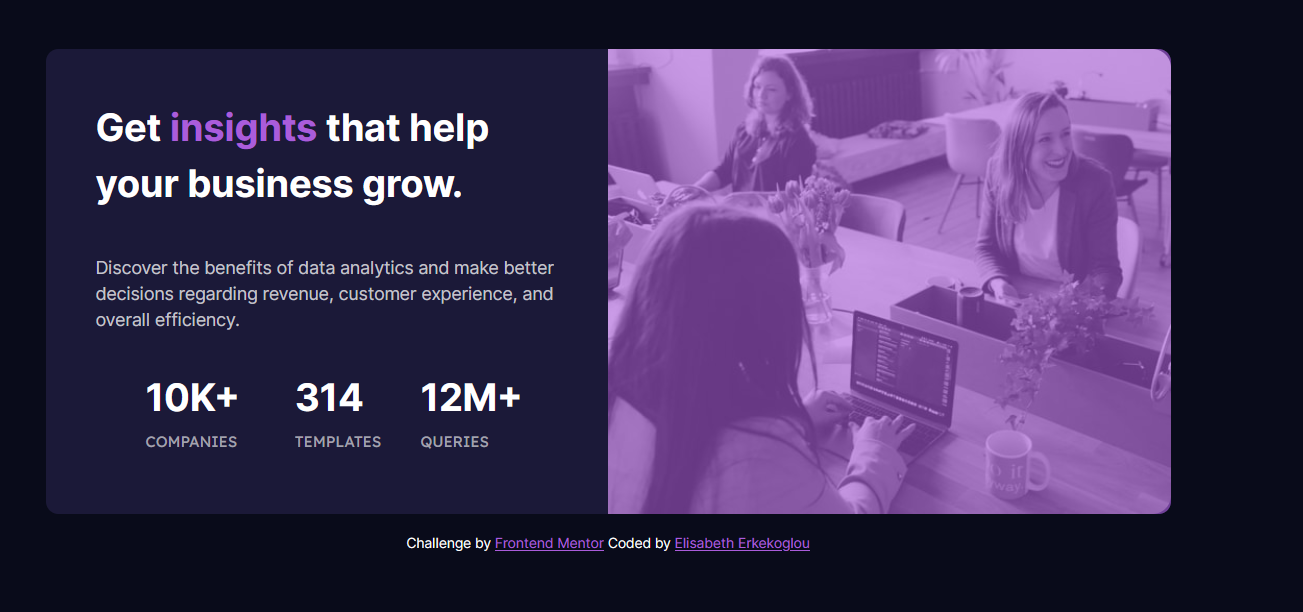 Get insights that help
your business grow.
Discover the benefits of data analytics and make better
decisions regarding revenue, customer experience, and
overall efficiency.
10K+ 314 12M+
COMPANIES TEMPLATES QUERIES
Challenge by Frontend Mentor Coded by Elisabeth Erkekoglou